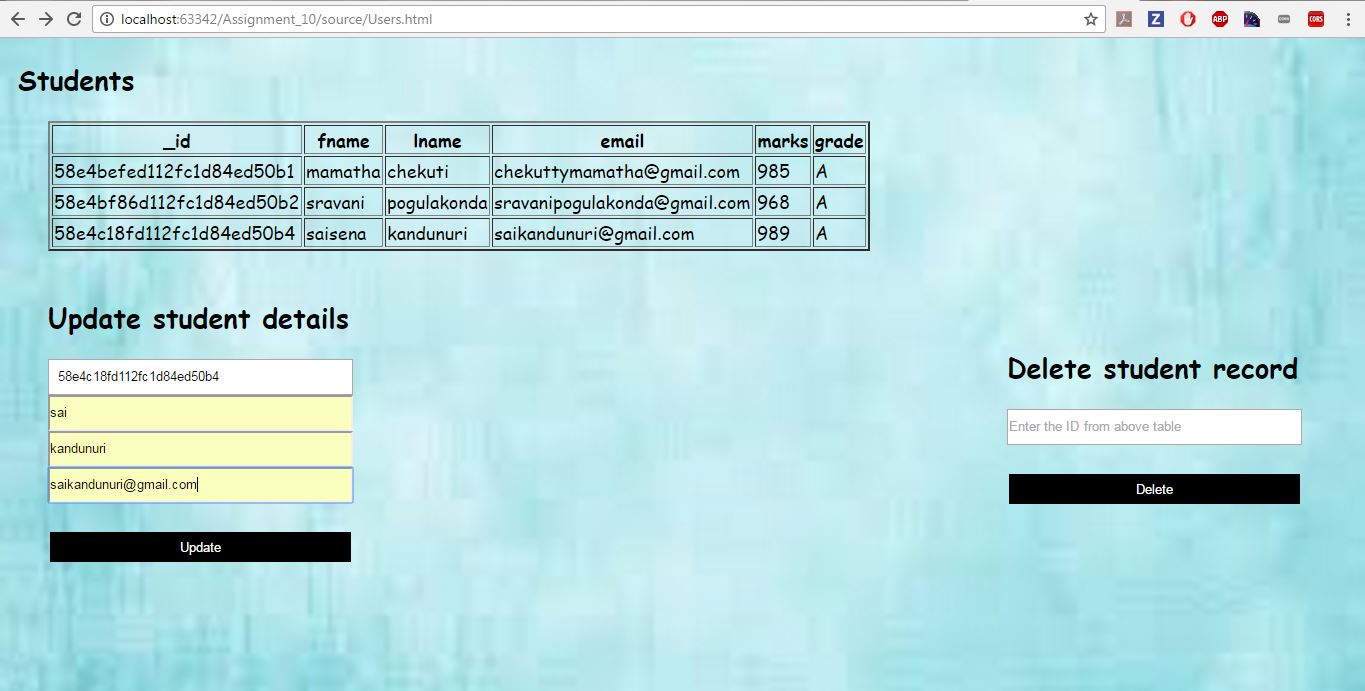 localhost:63342/Assignment_10/source/Users.html
Z
ABP
CORS
CORS
Students
_id fname lname email marks grade
58e4befed112fc1d84ed50b1 mamatha chekuti chekuttymamatha@gmail.com 985 A
58e4bf86d112fc1d84ed50b2 sravani pogulakonda sravanipogulakonda@gmail.com 968 A
58e4c18fd112fc1d84ed50b4 saisena kandunuri saikandunuri@gmail.com 989 A
Update student details
58e4c18fd112fc1d84ed50b4
sai
kandunuri
saikandunuri@gmail.com
Update
Delete student record
Enter the ID from above table
Delete